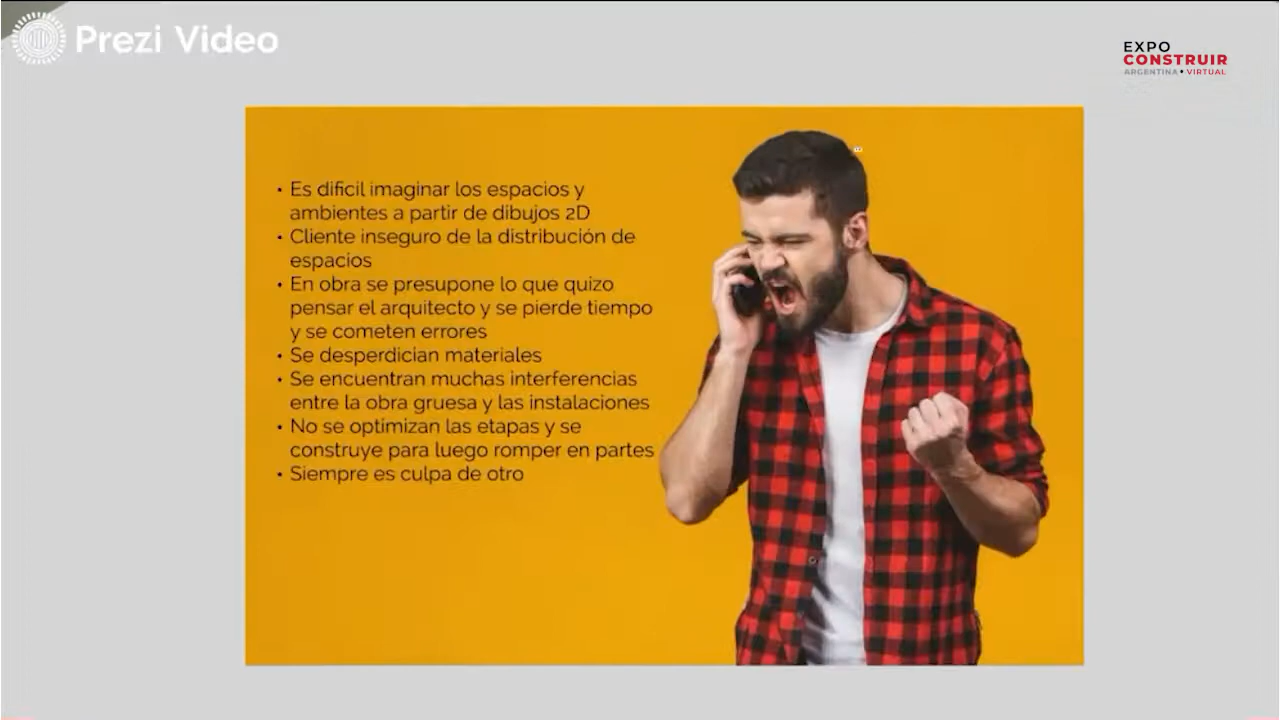 Prezi Video
EXPO
CONSTRUIR
ARGENTINA • VIRTUAL
• Es dificil imaginar los espacios y
ambientes a partir de dibujos 2D
• Cliente inseguro de la distribución de
espacios
• En obra se presupone lo que quizo
pensar el arquitecto y se pierde tiempo
y se cometen errores
• Se desperdician materiales
• Se encuentran muchas interferencias
entre la obra gruesa y las instalaciones
• No se optimizan las etapas y se
construye para luego romper en partes
• Siempre es culpa de otro